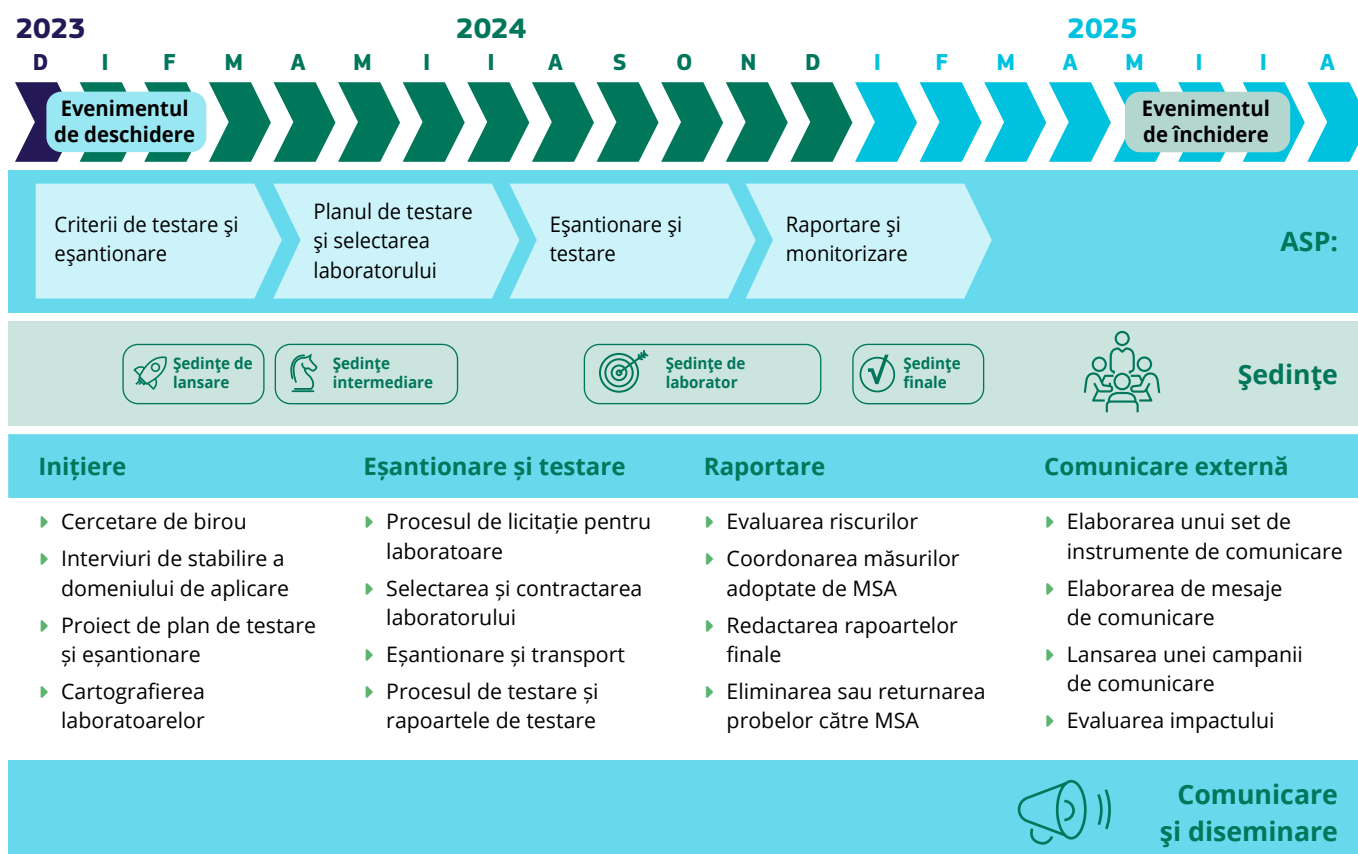 2023
2024
2025
D I F M A M I I A S O N D I F M A M I I A
Evenimentul
de deschidere
Evenimentul
de închidere
Criterii de testare şi
eşantionare
Planul de testare
şi selectarea
laboratorului
Eşantionare şi
testare
Raportare şi
monitorizare
ASP:
Şedinţe de
lansare
Şedinţe
intermediare
Şedinţe de
laborator
Şedinţe
finale
Şedinţe
Inițiere
Cercetare de birou
Interviuri de stabilire a
domeniului de aplicare
Proiect de plan de testare
și eșantionare
Cartografierea
laboratoarelor
Eșantionare și testare
Procesul de licitație pentru
laboratoare
Selectarea și contractarea
laboratorului
Eșantionare și transport
Procesul de testare și
rapoartele de testare
Raportare
Evaluarea riscurilor
Coordonarea măsurilor
adoptate de MSA
Redactarea rapoartelor
finale
Eliminarea sau returnarea
probelor către MSA
Comunicare externă
Elaborarea unui set de
instrumente de comunicare
Elaborarea de mesaje
de comunicare
Lansarea unei campanii
de comunicare
Evaluarea impactului
Comunicare
şi diseminare